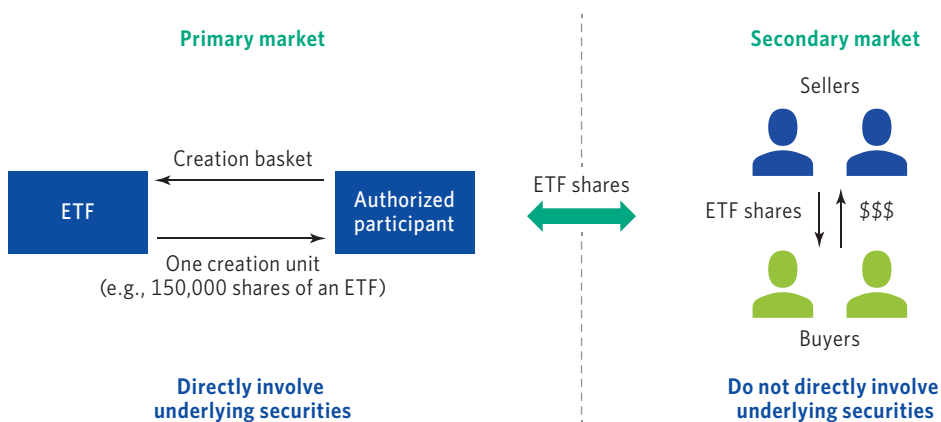 Primary market
Secondary market
Sellers
Creation basket
ETF
Authorized
participant
ETF shares
ETF shares
$$$
One creation unit
(e.g., 150,000 shares of an ETF)
Buyers
Directly involve
underlying securities
Do not directly involve
underlying securities